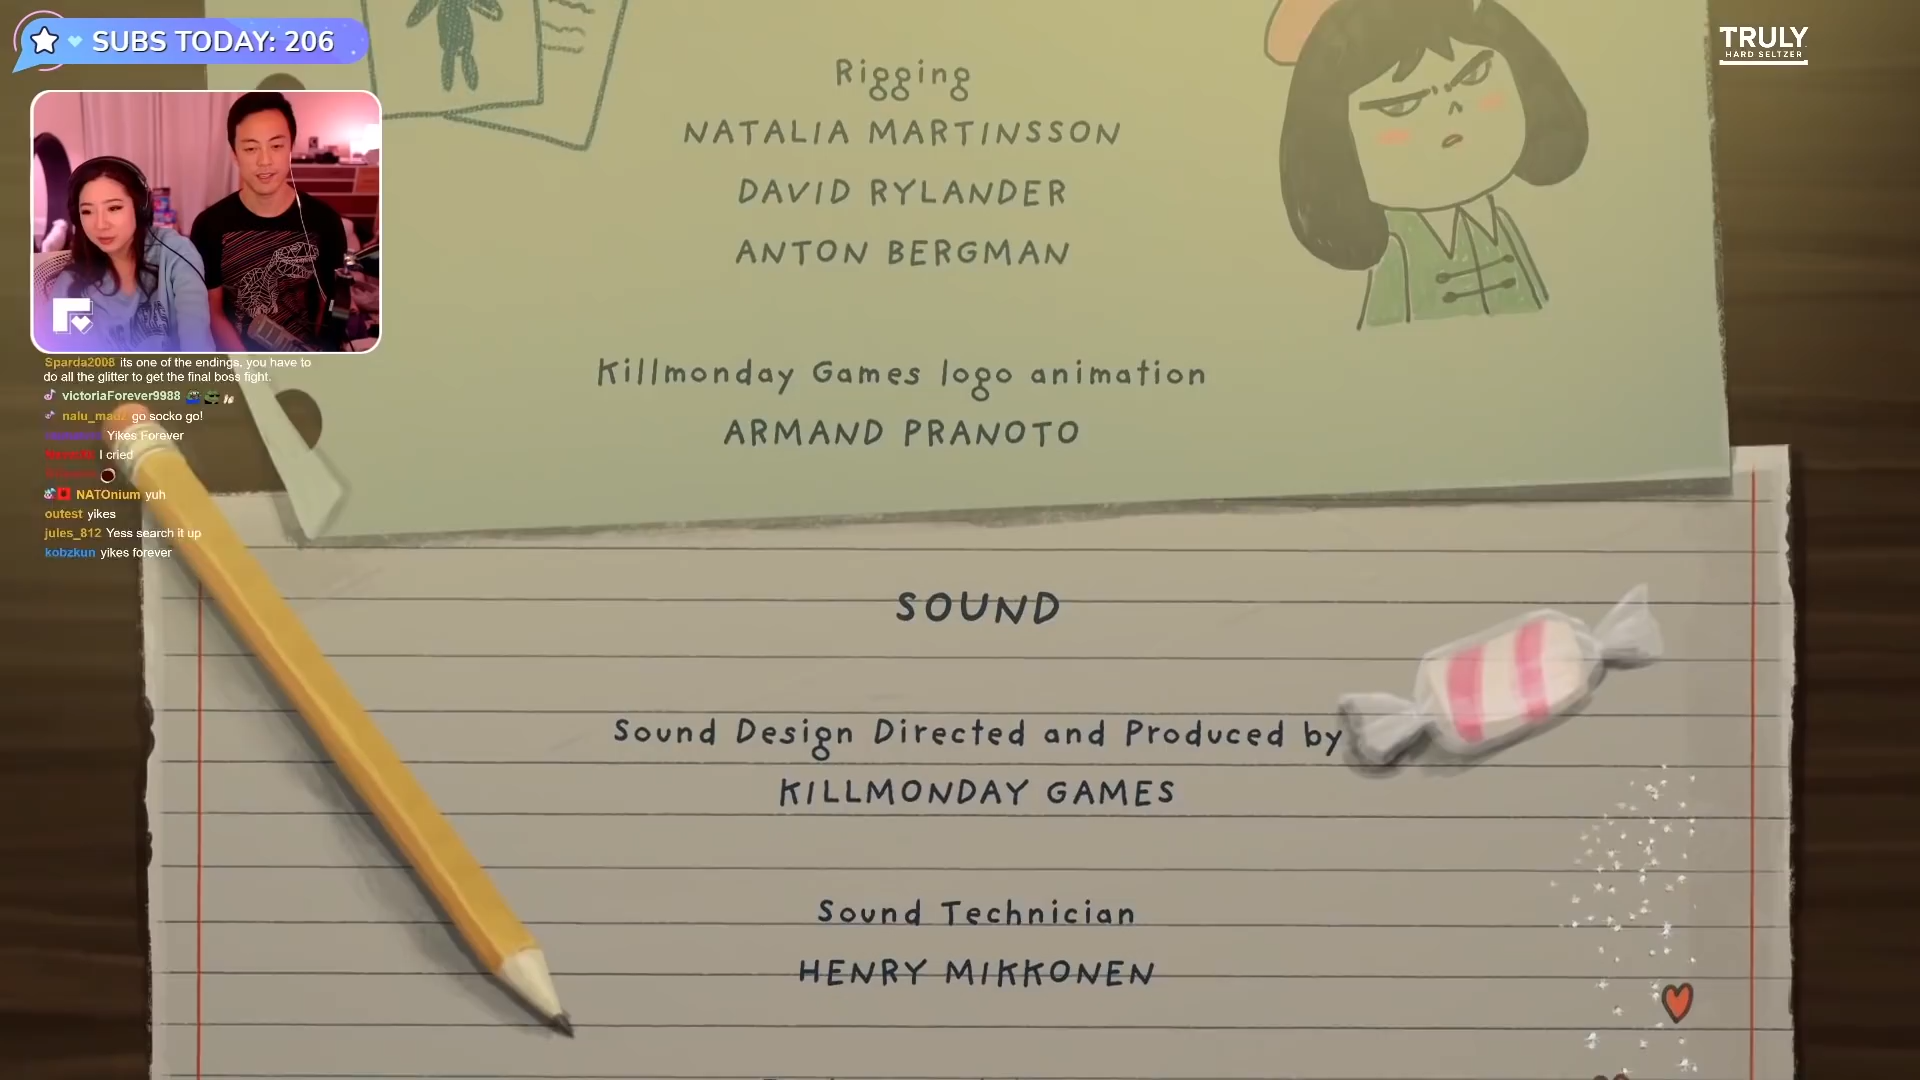 SUBS TODAY: 206
TRULY
HARD SELTZER
Rigging
NATALIA MARTINSSON
DAVID RYLANDER
ANTON BERGMAN
Killmonday Games logo animation
ARMAND PRANOTO
Sparda2008 its one of the endings, you have to
do all the glitter to get the final boss fight.
victoriaForever9988
go socko go!
Yikes Forever
I cried
NATOnium yuh
outest yikes
jules_812 Yess search it up
kobzkun yikes forever
SOUND
Sound Design Directed and Produced by
KILLMONDAY GAMES
Sound Technician
HENRY MIKKONEN